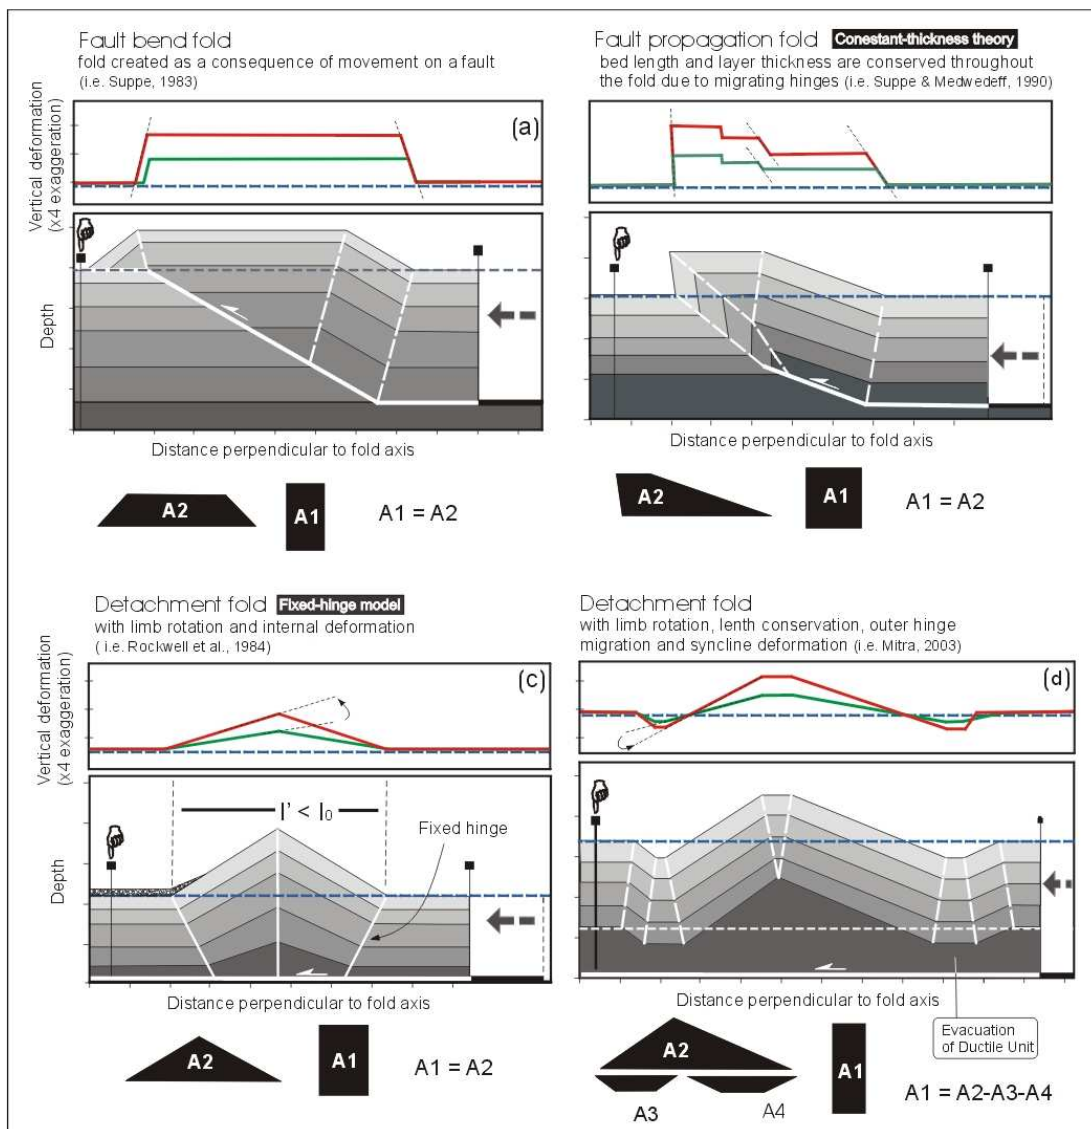 Fault bend fold
fold created as a consequence of movement on a fault
(i.e. Suppe, 1983)
Vertical deformation
(x4 exaggeration)
(a)
Depth
Distance perpendicular to fold axis
A2
A1
A1 = A2
Fault propagation fold Conestant-thickness theory
bed length and layer thickness are conserved throughout
the fold due to migrating hinges (i.e. Suppe & Medwedeff, 1990)
Distance perpendicular to fold axis
A2
A1
A1 = A2
Detachment fold Fixed-hinge model
with limb rotation and internal deformation
( i.e. Rockwell et al., 1984)
Vertical deformation
(x4 exaggeration)
(c)
l' < l0
Fixed hinge
Depth
Distance perpendicular to fold axis
A2
A1
A1 = A2
Detachment fold
with limb rotation, lenth conservation, outer hinge
migration and syncline deformation (i.e. Mitra, 2003)
(d)
Distance perpendicular to fold axis
Evacuation
of Ductile Unit
A2
A1
A3
A4
A1 = A2-A3-A4